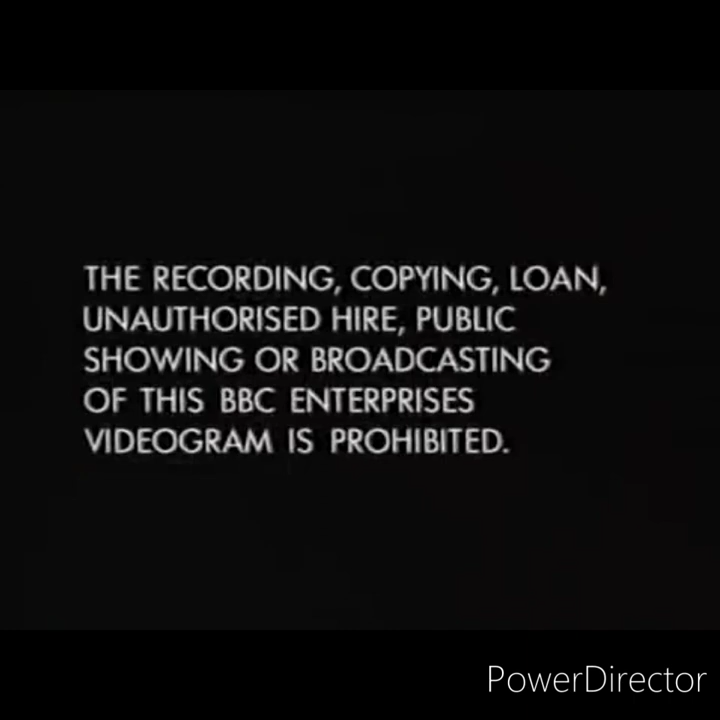 THE RECORDING, COPYING, LOAN,
UNAUTHORISED HIRE, PUBLIC
SHOWING OR BROADCASTING
OF THIS BBC ENTERPRISES
VIDEOGRAM IS PROHIBITED.
PowerDirector